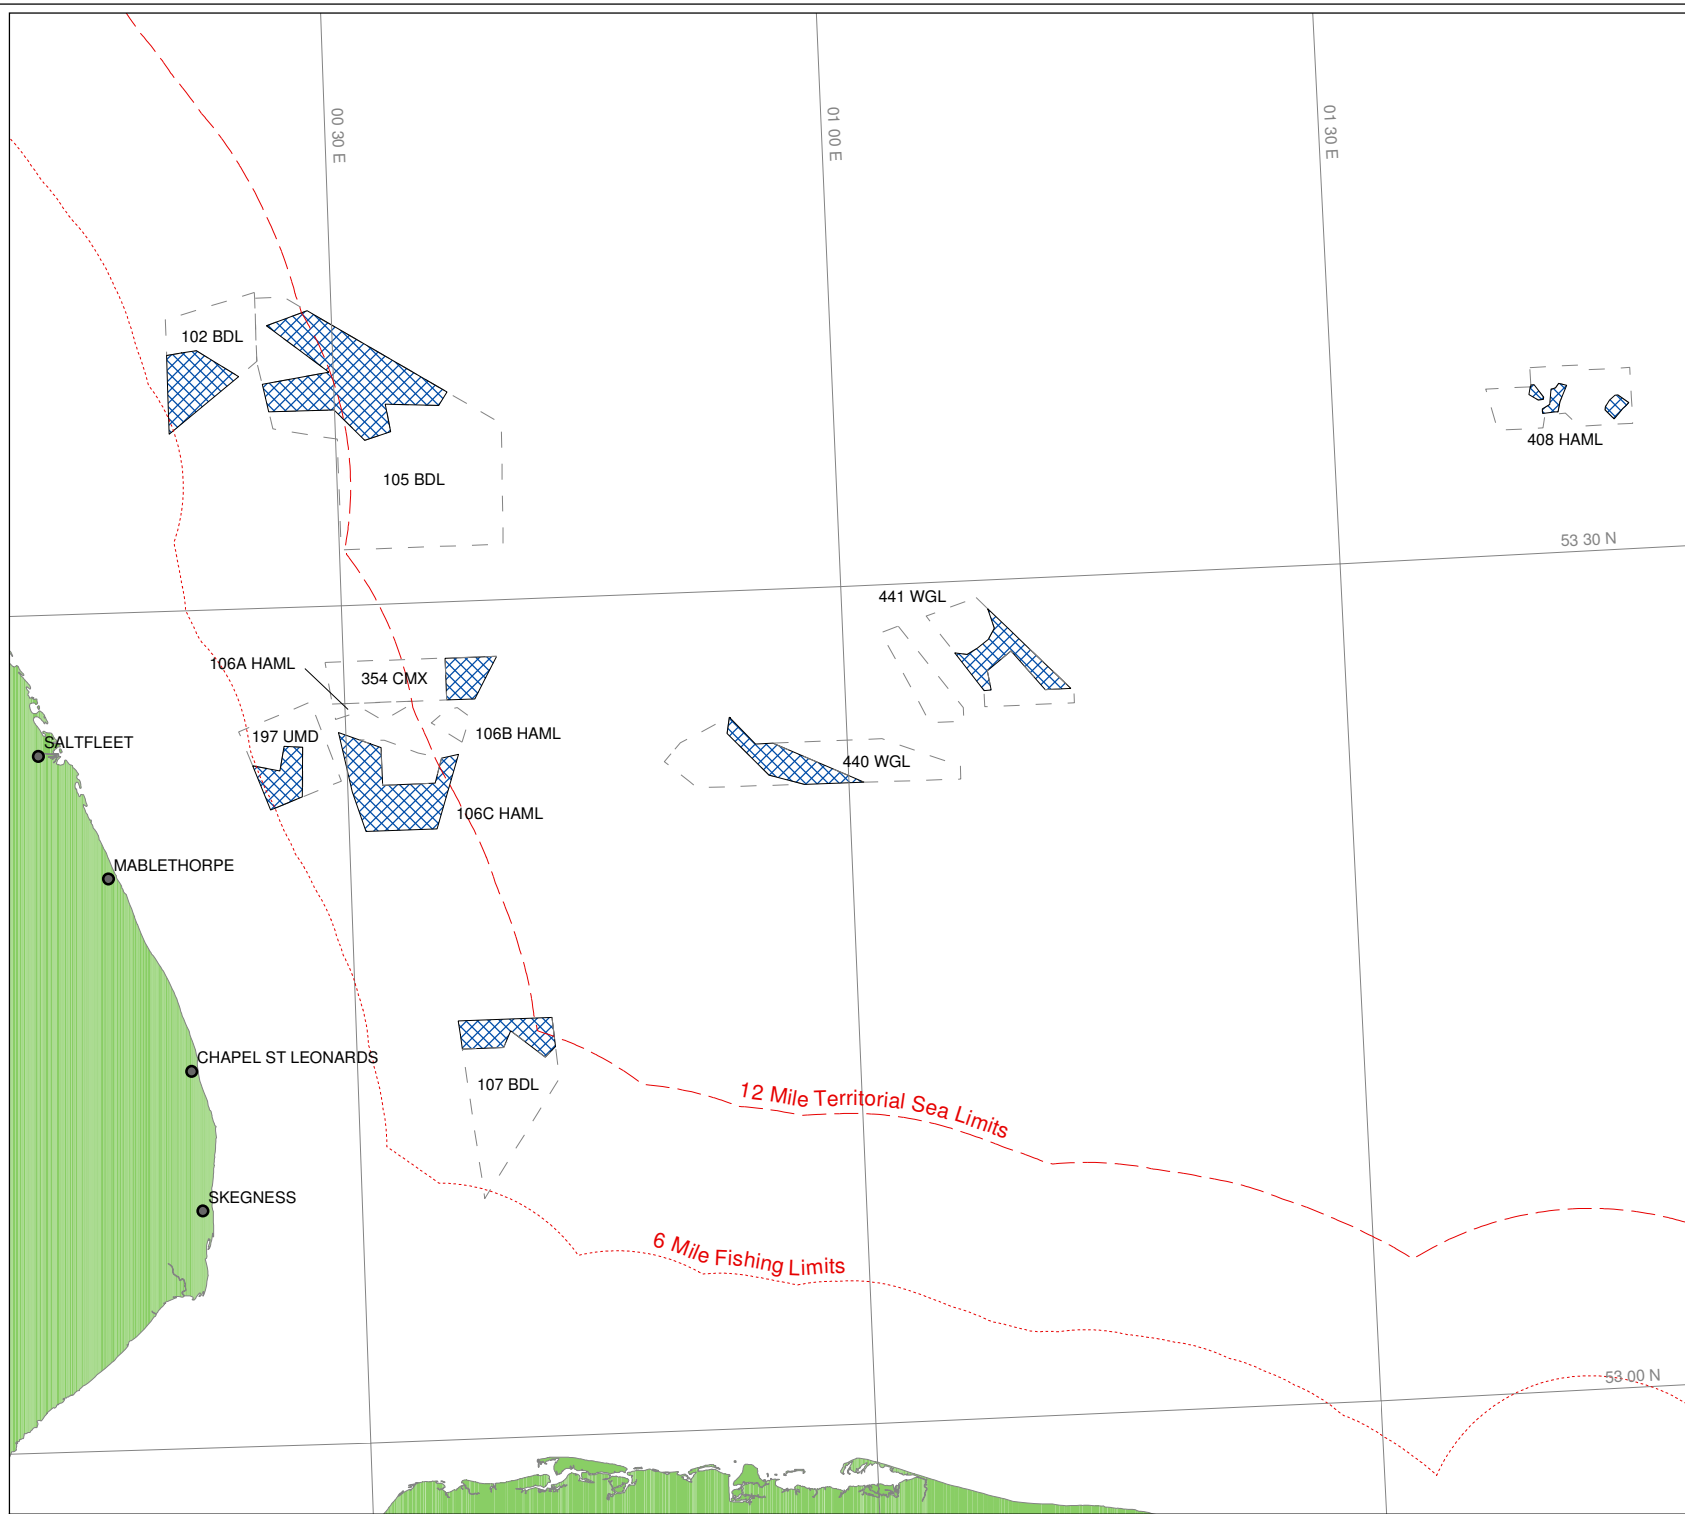 00 30 E
01 00 E
01 30 E
102 BDL
105 BDL
408 HAML
53 30 N
441 WGL
106A HAML
354 CMX
197 UMD
106B HAML
SALTFLEET
440 WGL
106C HAML
MABLETHORPE
CHAPEL ST LEONARDS
107 BDL
12 Mile Territorial Sea Limits
SKEGNESS
6 Mile Fishing Limits
53 00 N